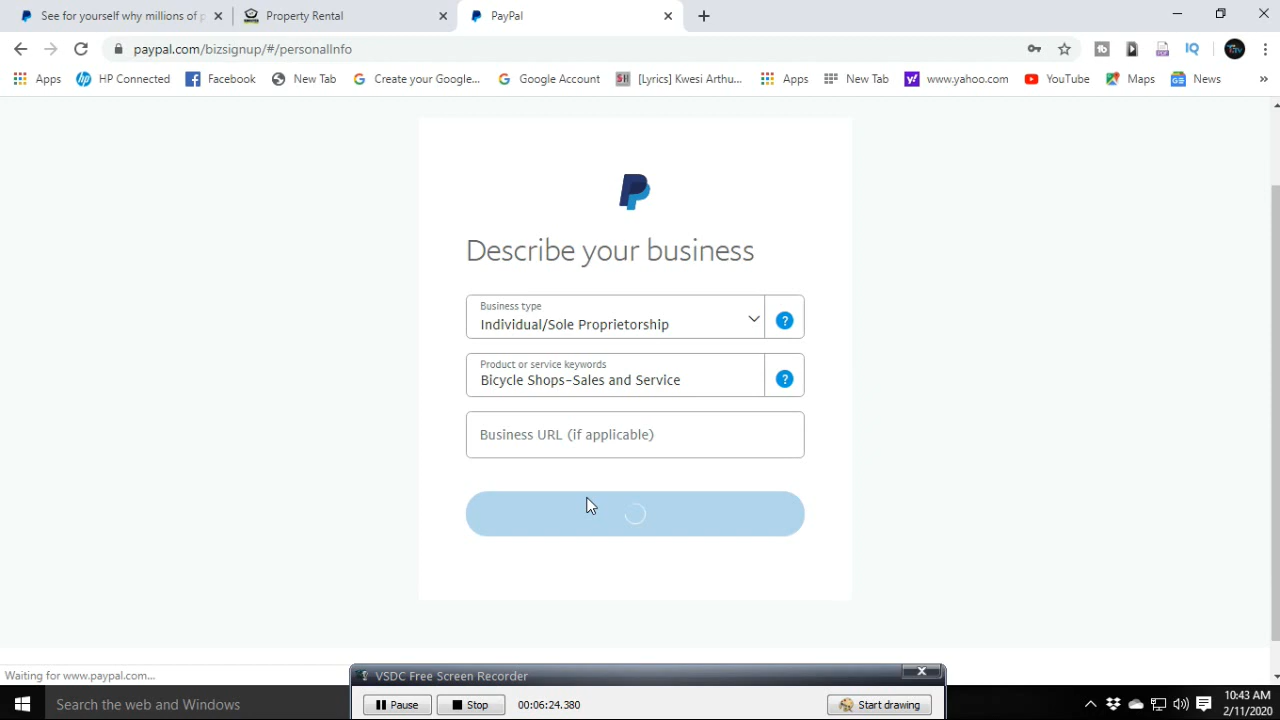 See for yourself why millions of p
Property Rental
PayPal
paypal.com/bizsignup/#/personalInfo
Apps
HP Connected
Facebook
New Tab
Create your Google...
Google Account
[Lyrics] Kwesi Arthu...
Apps
New Tab
www.yahoo.com
YouTube
Maps
News
»
Describe your business
Business type
Individual/Sole Proprietorship
?
Product or service keywords
Bicycle Shops-Sales and Service
?
Business URL (if applicable)
Waiting for www.paypal.com...
VSDC Free Screen Recorder
Pause
Stop
00:06:24.380
Start drawing
Search the web and Windows
10:43 AM
2/11/2020